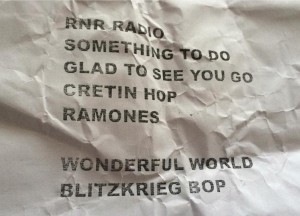 RNR RADIO
SOMETHING TO DO
GLAD TO SEE YOU GO
CRETIN HOP
RAMONES
WONDERFUL WORLD
BLITZKRIEG BOP